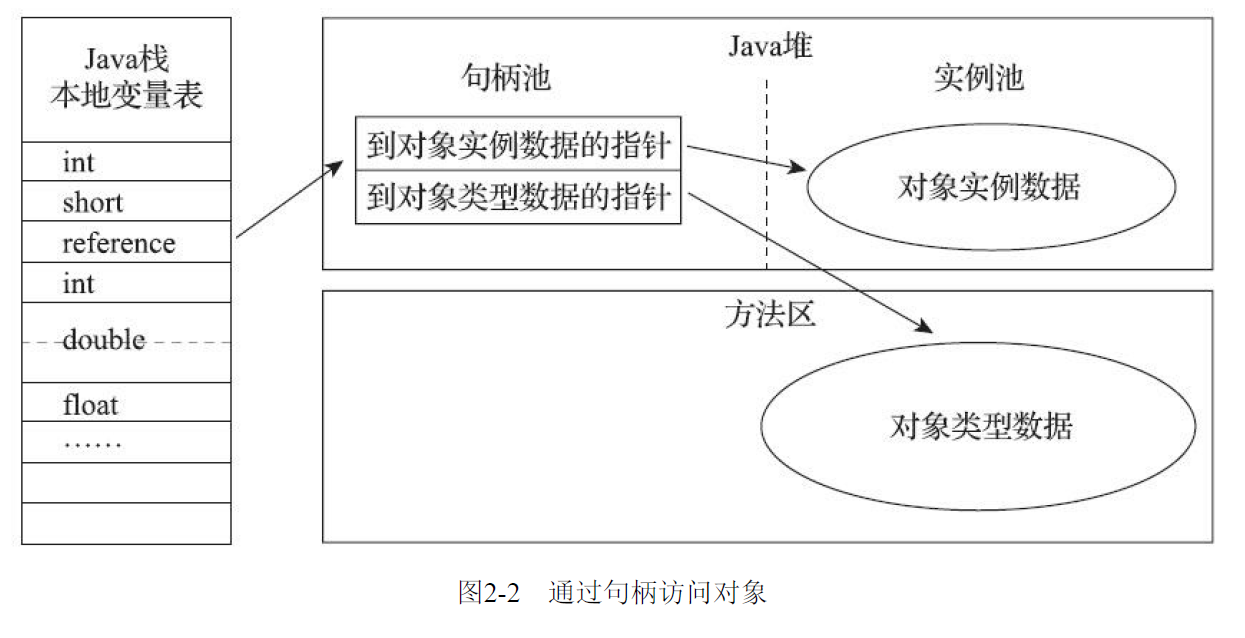 Java栈
本地变量表
int
short
reference
int
double
float
……
Java堆
句柄池
实例池
到对象实例数据的指针
到对象类型数据的指针
对象实例数据
方法区
对象类型数据
图2-2 通过句柄访问对象